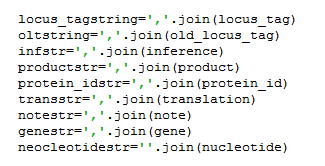 locus_tagstring=','.join(locus_tag)
oltstring=','.join(old_locus_tag)
infstr=','.join(inference)
productstr=','.join(product)
protein_idstr=','.join(protein_id)
transstr=','.join(translation)
notestr=','.join(note)
genestr=','.join(gene)
neocleotidestr=''.join(nucleotide)